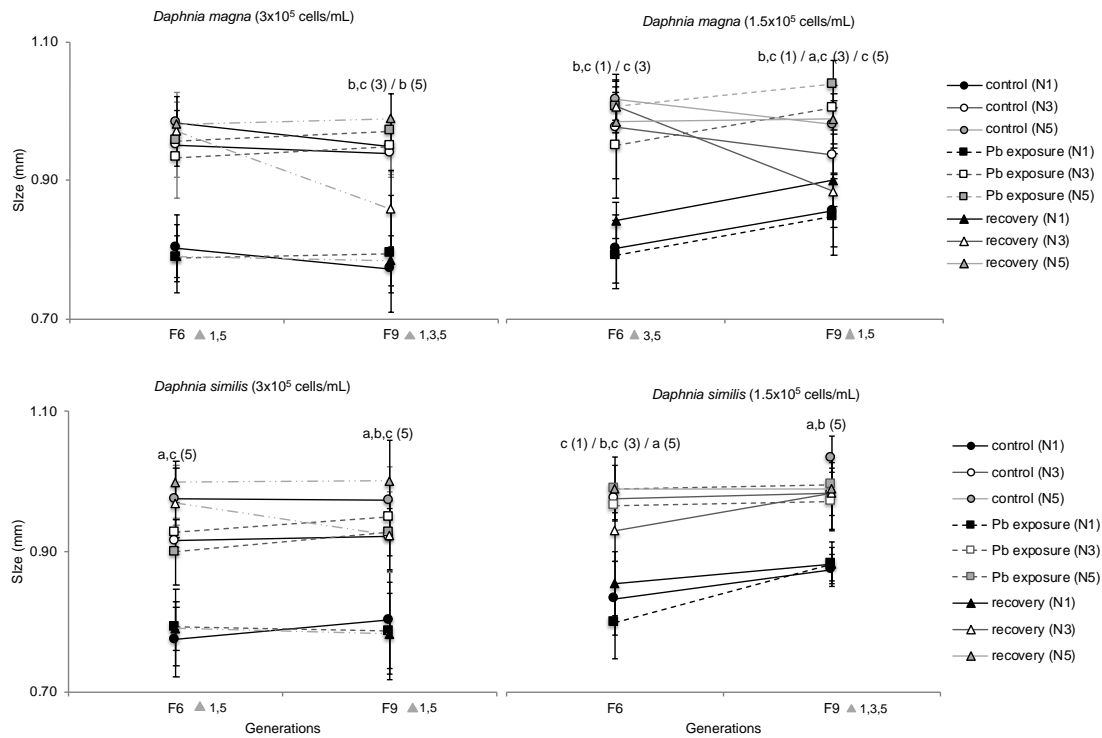 Daphnia magna (3x10⁵ cells/mL)
Daphnia magna (1.5x10⁵ cells/mL)
1.10
0.90
0.70
SIze (mm)
b,c (3) / b (5)
b,c (1) / c (3)
b,c (1) / a,c (3) / c (5)
F6 ▲ 1,5
F9 ▲ 1,3,5
F6 ▲ 3,5
F9 ▲ 1,5
control (N1)
control (N3)
control (N5)
Pb exposure (N1)
Pb exposure (N3)
Pb exposure (N5)
recovery (N1)
recovery (N3)
recovery (N5)
Daphnia similis (3x10⁵ cells/mL)
Daphnia similis (1.5x10⁵ cells/mL)
1.10
0.90
0.70
SIze (mm)
a,c (5)
a,b,c (5)
c (1) / b,c (3) / a (5)
a,b (5)
F6 ▲ 1,5
F9 ▲ 1,5
F6
F9 ▲ 1,3,5
Generations
Generations
control (N1)
control (N3)
control (N5)
Pb exposure (N1)
Pb exposure (N3)
Pb exposure (N5)
recovery (N1)
recovery (N3)
recovery (N5)